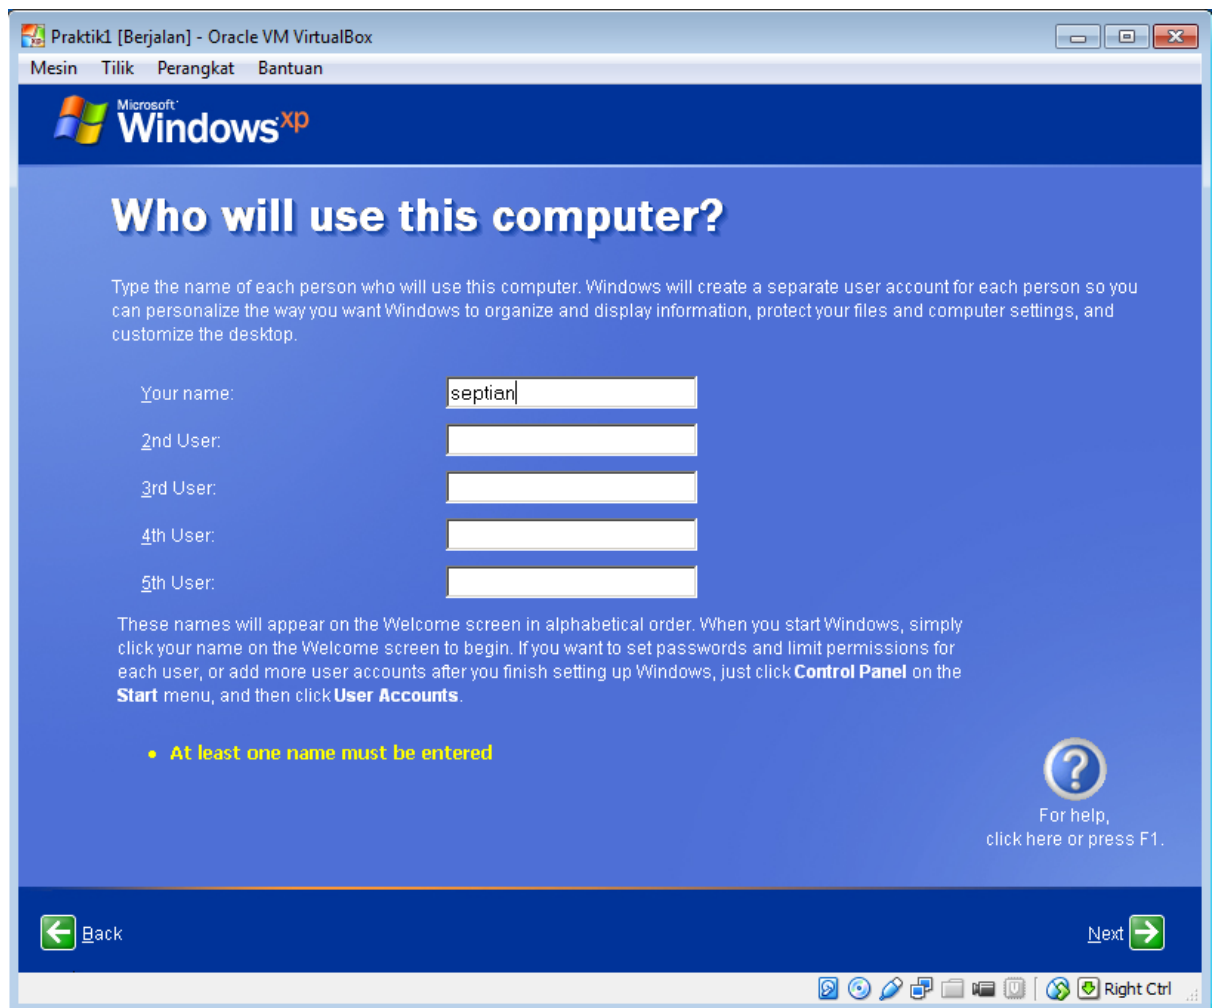 Praktik1 [Berjalan] - Oracle VM VirtualBox
Mesin Tilik Perangkat Bantuan
Microsoft
Windows xp
Who will use this computer?
Type the name of each person who will use this computer. Windows will create a separate user account for each person so you
can personalize the way you want Windows to organize and display information, protect your files and computer settings, and
customize the desktop.
Your name: septian
2nd User:
3rd User:
4th User:
5th User:
These names will appear on the Welcome screen in alphabetical order. When you start Windows, simply
click your name on the Welcome screen to begin. If you want to set passwords and limit permissions for
each user, or add more user accounts after you finish setting up Windows, just click Control Panel on the
Start menu, and then click User Accounts.
• At least one name must be entered
For help,
click here or press F1.
Back
Next
Right Ctrl